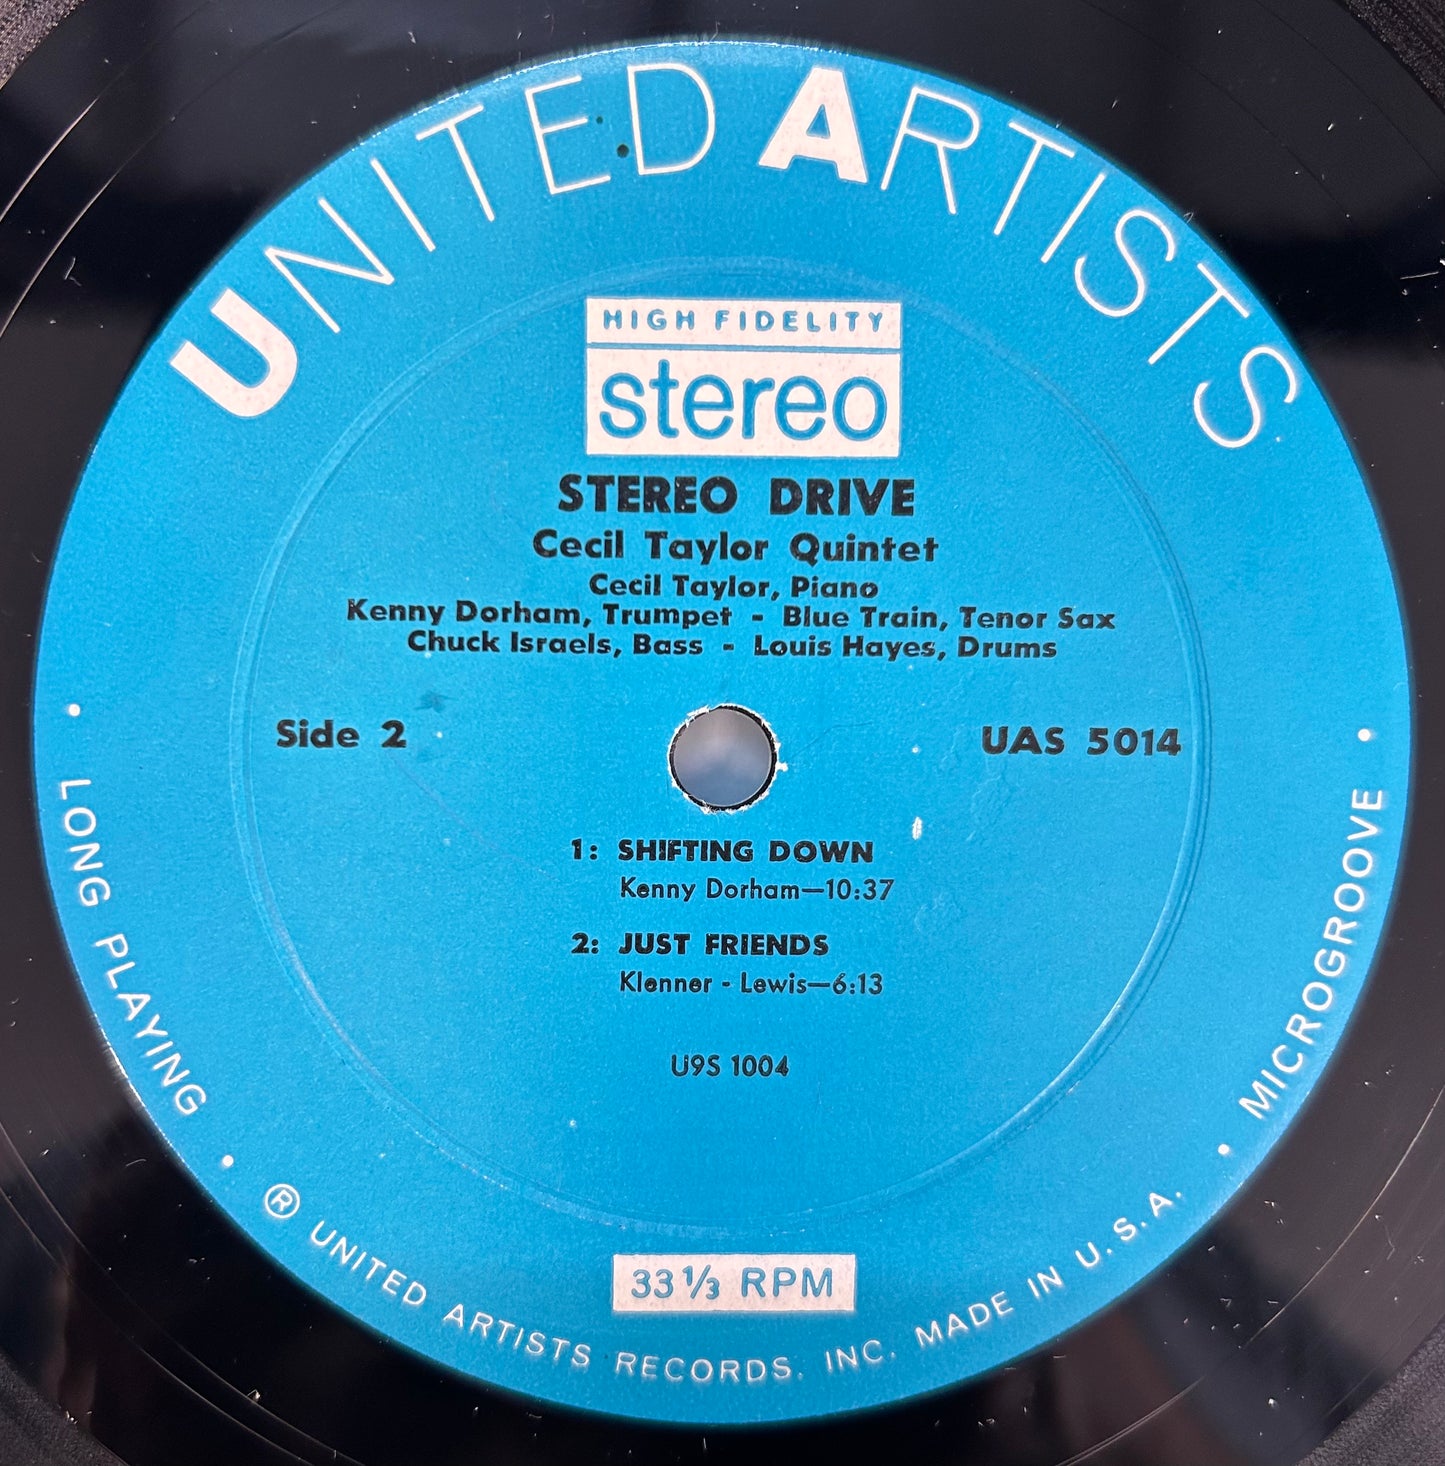 UNITED ARTISTS
HIGH FIDELITY
stereo
STEREO DRIVE
Cecil Taylor Quintet
Cecil Taylor, Piano
Kenny Dorham, Trumpet - Blue Train, Tenor Sax
Chuck Israels, Bass - Louis Hayes, Drums
Side 2
UAS 5014
1: SHIFTING DOWN
Kenny Dorham—10:37
2: JUST FRIENDS
Klenner - Lewis—6:13
U9S 1004
33 1/3 RPM
• LONG PLAYING • ® UNITED ARTISTS RECORDS. INC. MADE IN U.S.A. • MICROGROOVE •